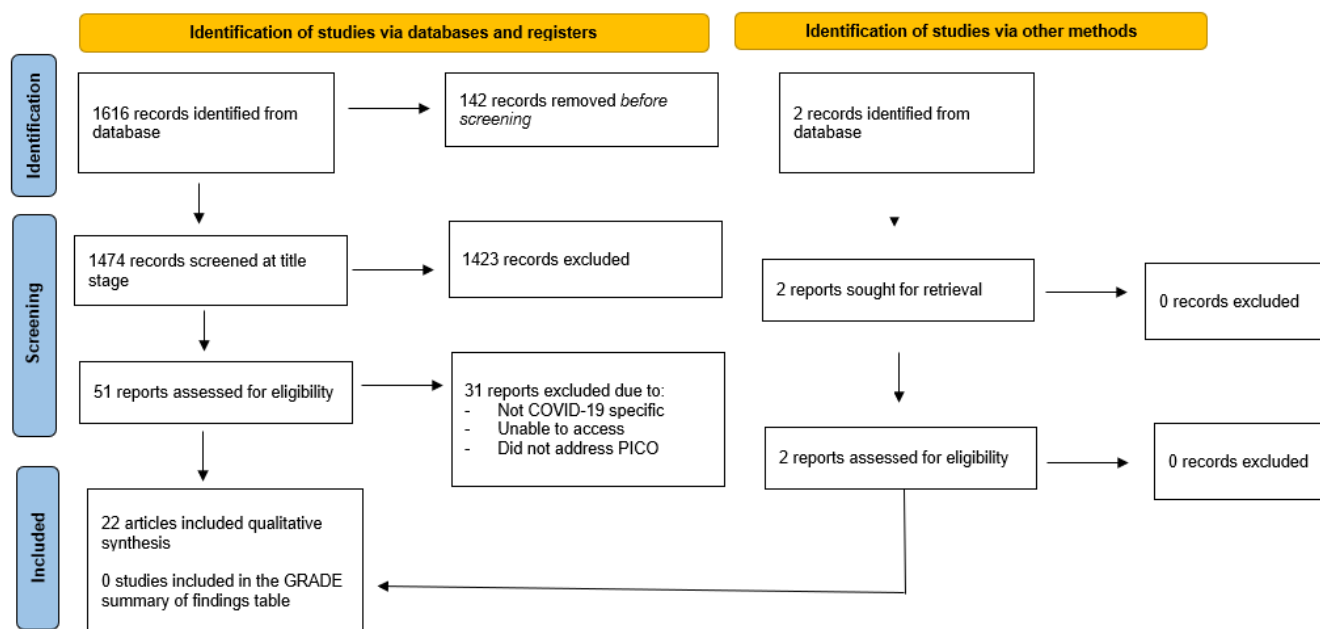 Identification of studies via databases and registers
Identification of studies via other methods
Identification
1616 records identified from
database
142 records removed before
screening
2 records identified from
database
Screening
1474 records screened at title
stage
1423 records excluded
2 reports sought for retrieval
0 records excluded
51 reports assessed for eligibility
31 reports excluded due to:
- Not COVID-19 specific
- Unable to access
- Did not address PICO
2 reports assessed for eligibility
0 records excluded
Included
22 articles included qualitative
synthesis
0 studies included in the GRADE
summary of findings table